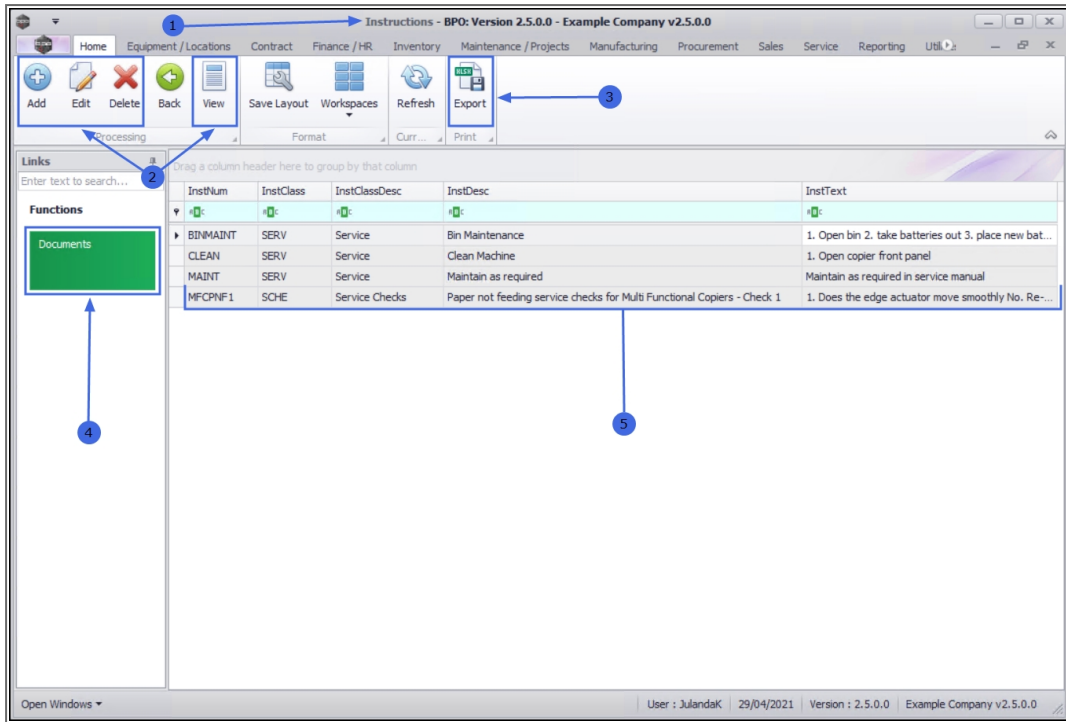 1
Instructions - BPO: Version 2.5.0.0 - Example Company v2.5.0.0
Home Equipment / Locations Contract Finance / HR Inventory Maintenance / Projects Manufacturing Procurement Sales Service Reporting
Add Edit Delete Back View Save Layout Workspaces Refresh Export
3
Processing Format Curr... Print
2
Links
Drag a column header here to group by that column
Enter text to search...
InstNum InstClass InstClassDesc InstDesc InstText
Functions
Documents
BINMAINT SERV Service Bin Maintenance 1. Open bin 2. take batteries out 3. place new bat...
CLEAN SERV Service Clean Machine 1. Open copier front panel
MAINT SERV Service Maintain as required Maintain as required in service manual
MFCPNF1 SCHE Service Checks Paper not feeding service checks for Multi Functional Copiers - Check 1 1. Does the edge actuator move smoothly No. Re-...
4
5
Open Windows User : JulandaK 29/04/2021 Version : 2.5.0.0 Example Company v2.5.0.0